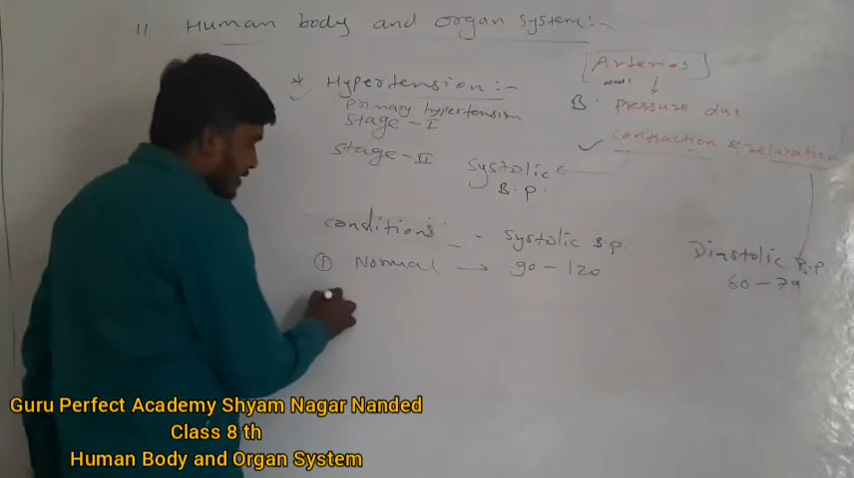 11 Human body and organ system:-
* Hypertension :-
Primary hypertension
Stage - I
Stage - II
Arteries
wall
B. Pressure due
contraction & relaxation
Systolic
B.P.
conditions - Systolic B.P.
Diastolic B.P.
① Normal → 90 - 120
60 - 79
Guru Perfect Academy Shyam Nagar Nanded
Class 8 th
Human Body and Organ System